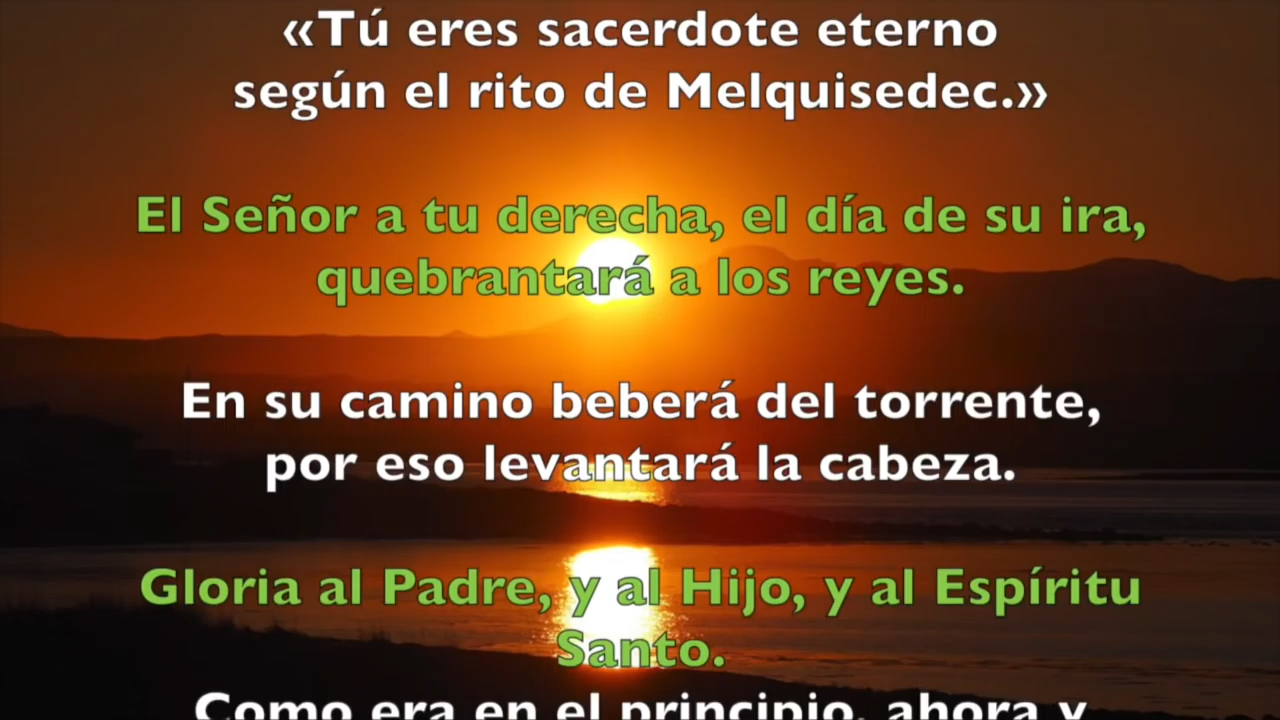 «Tú eres sacerdote eterno
según el rito de Melquisedec.»
El Señor a tu derecha, el día de su ira,
quebrantará a los reyes.
En su camino beberá del torrente,
por eso levantará la cabeza.
Gloria al Padre, y al Hijo, y al Espíritu
Santo.
Como era en el principio, ahora y